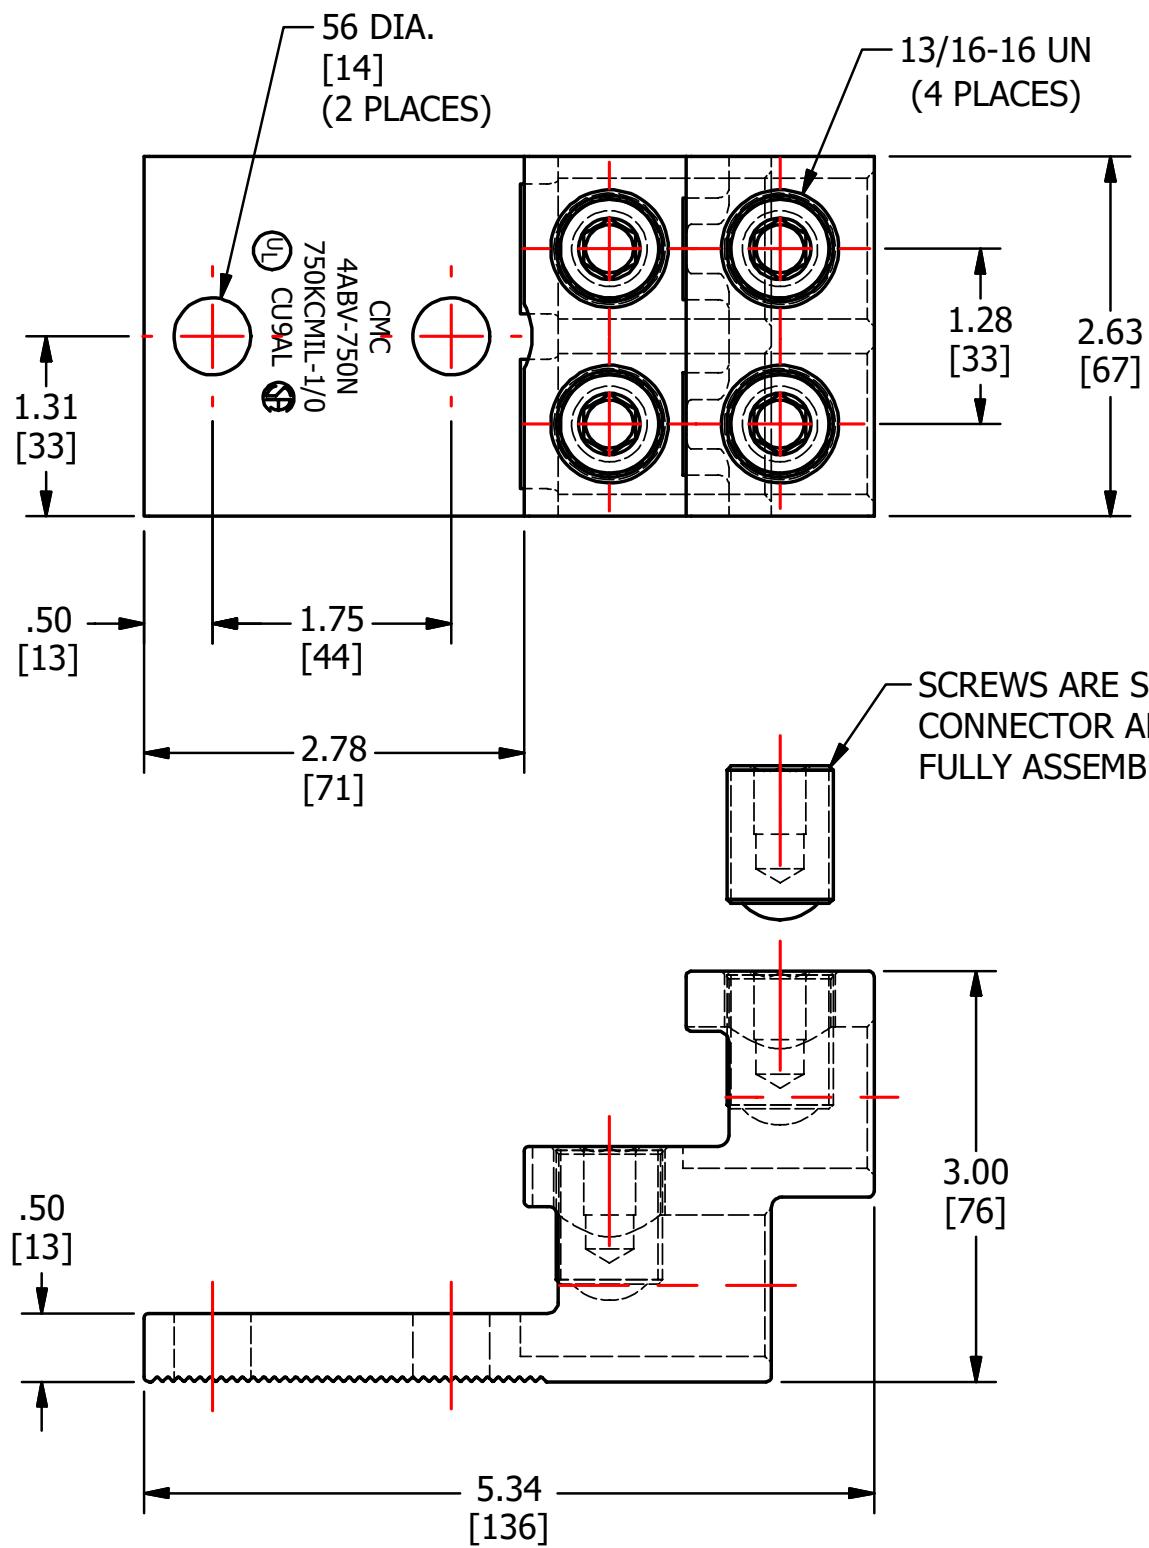 56 DIA.
[14]
(2 PLACES)
13/16-16 UN
(4 PLACES)
CMC
4ABV-750N
750KCMIL-1/0
UL CU9AL
1.31
[33]
1.28
[33]
2.63
[67]
.50
[13]
1.75
[44]
2.78
[71]
SCREWS ARE S
CONNECTOR A
FULLY ASSEMB
.50
[13]
3.00
[76]
5.34
[136]